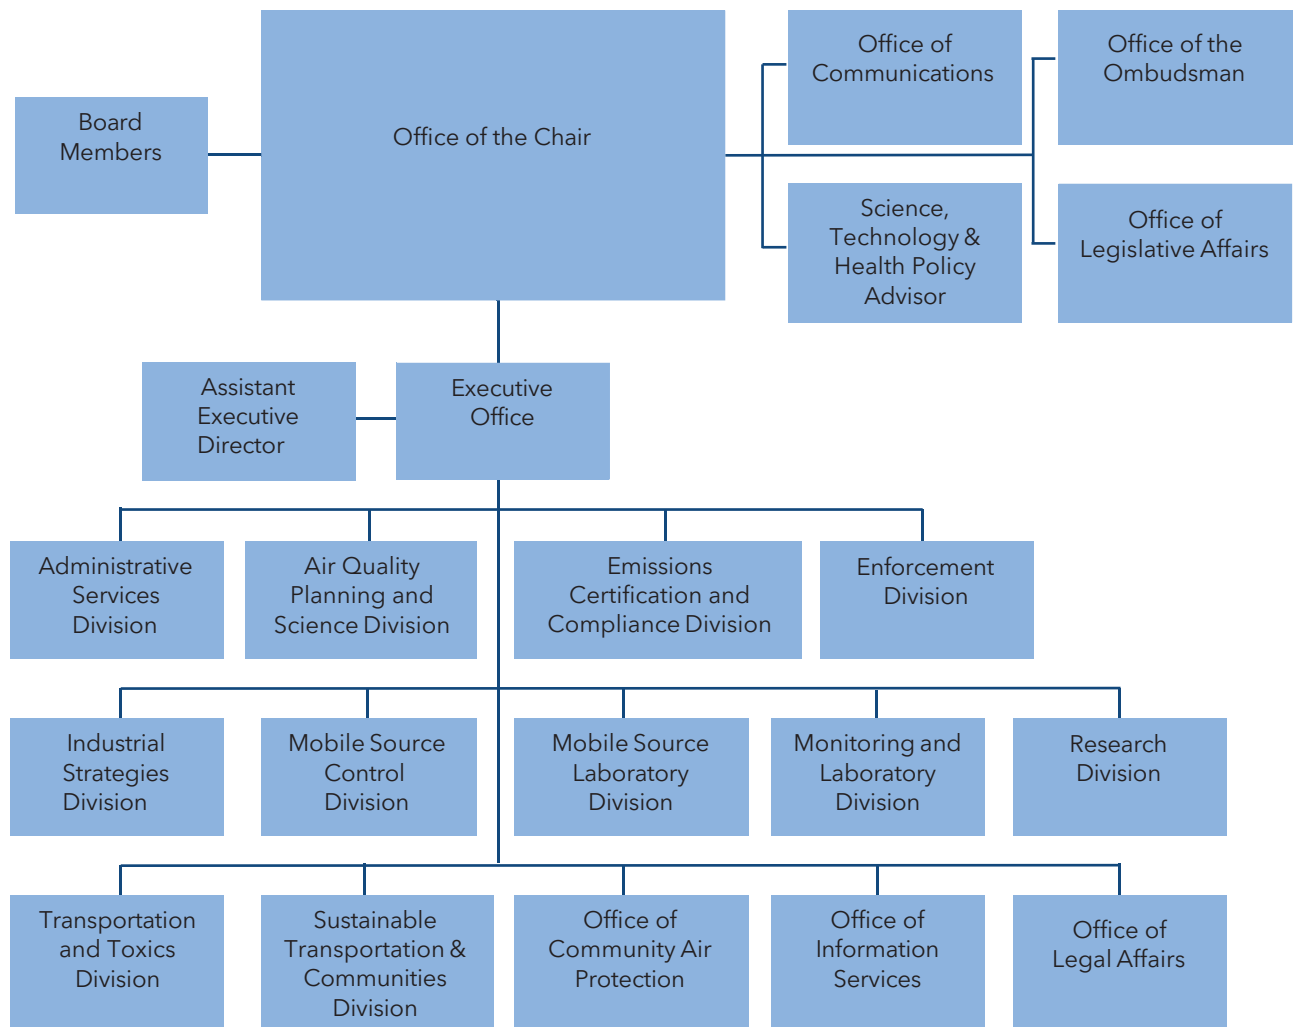 Office of
Communications
Office of the
Ombudsman
Board
Members
Office of the Chair
Science,
Technology &
Health Policy
Advisor
Office of
Legislative Affairs
Assistant
Executive
Director
Executive
Office
Administrative
Services
Division
Air Quality
Planning and
Science Division
Emissions
Certification and
Compliance Division
Enforcement
Division
Industrial
Strategies
Division
Mobile Source
Control
Division
Mobile Source
Laboratory
Division
Monitoring and
Laboratory
Division
Research
Division
Transportation
and Toxics
Division
Sustainable
Transportation &
Communities
Division
Office of
Community Air
Protection
Office of
Information
Services
Office of
Legal Affairs